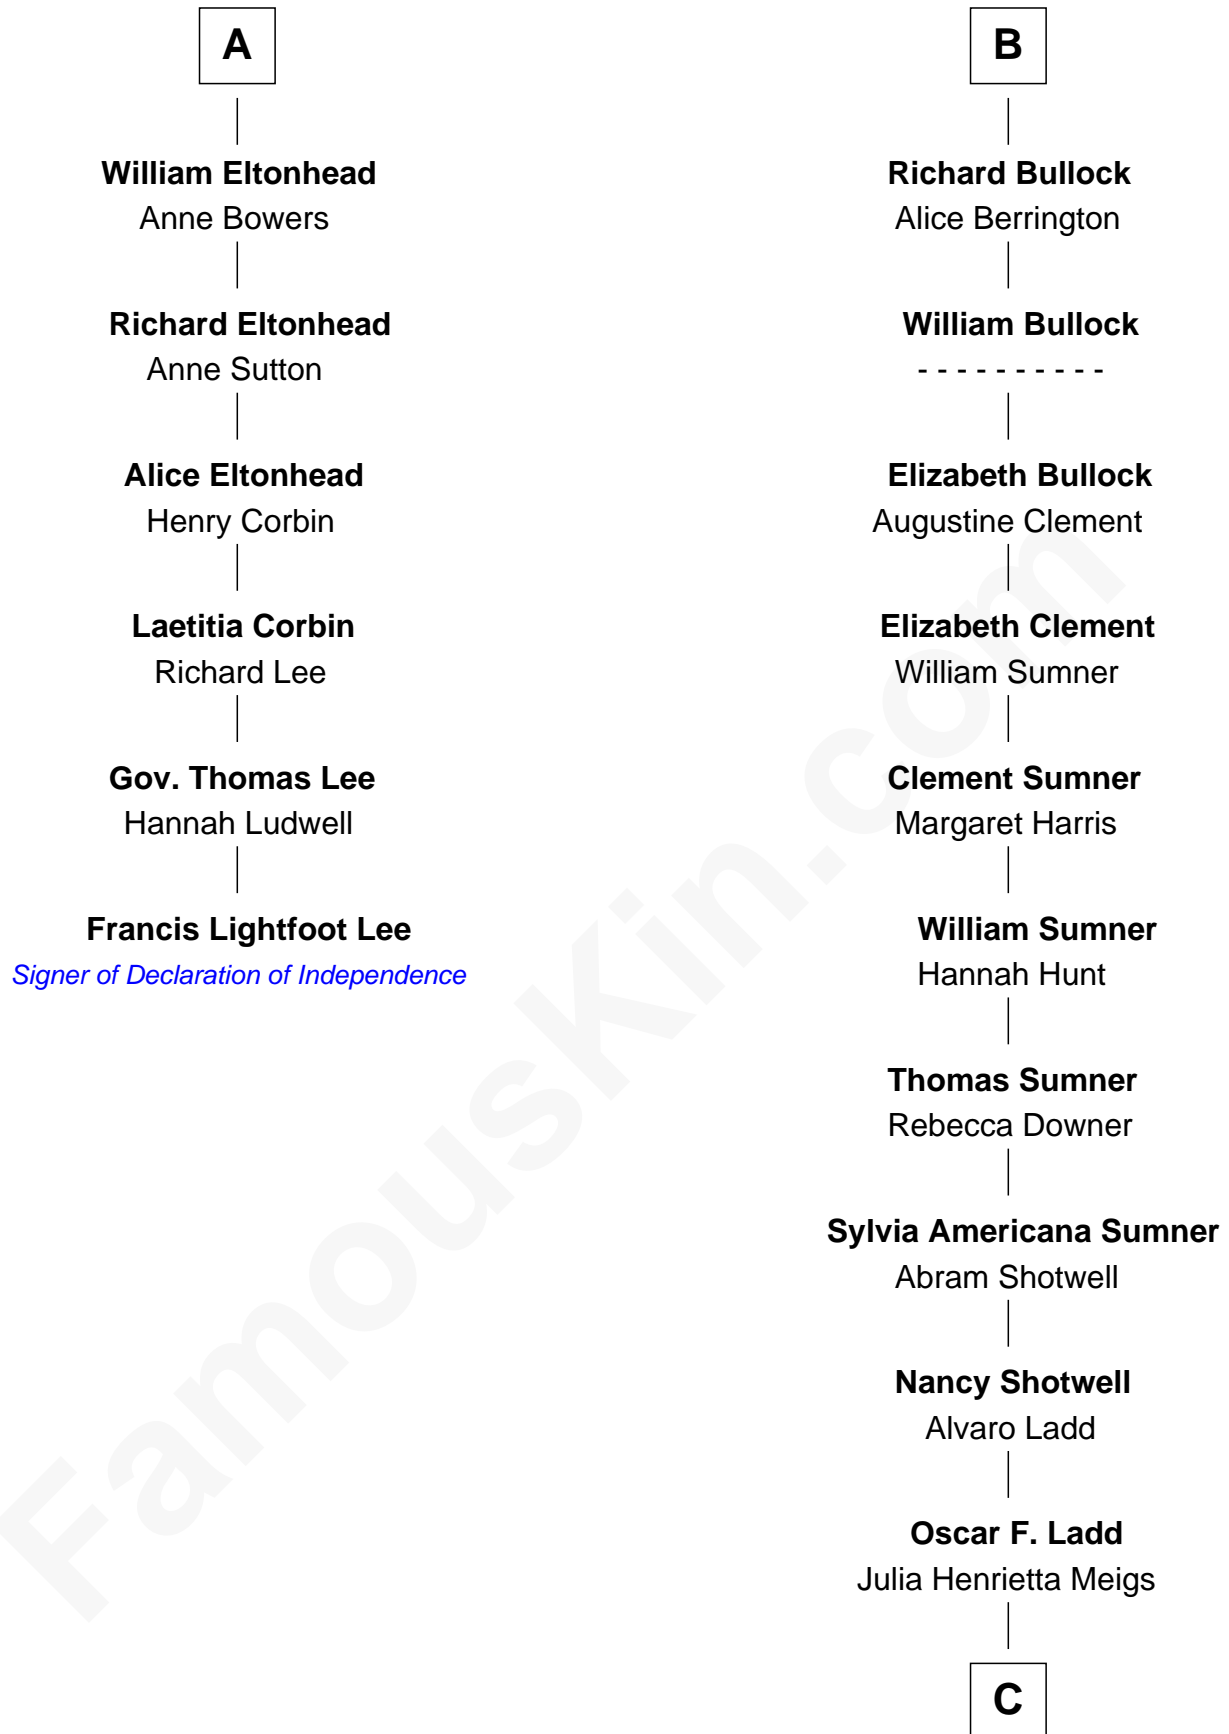 A
William Eltonhead
Anne Bowers
Richard Eltonhead
Anne Sutton
Alice Eltonhead
Henry Corbin
Laetitia Corbin
Richard Lee
Gov. Thomas Lee
Hannah Ludwell
Francis Lightfoot Lee
Signer of Declaration of Independence
B
Richard Bullock
Alice Berrington
William Bullock
- - - - - - - - - -
Elizabeth Bullock
Augustine Clement
Elizabeth Clement
William Sumner
Clement Sumner
Margaret Harris
William Sumner
Hannah Hunt
Thomas Sumner
Rebecca Downer
Sylvia Americana Sumner
Abram Shotwell
Nancy Shotwell
Alvaro Ladd
Oscar F. Ladd
Julia Henrietta Meigs
C
FamousKin.com